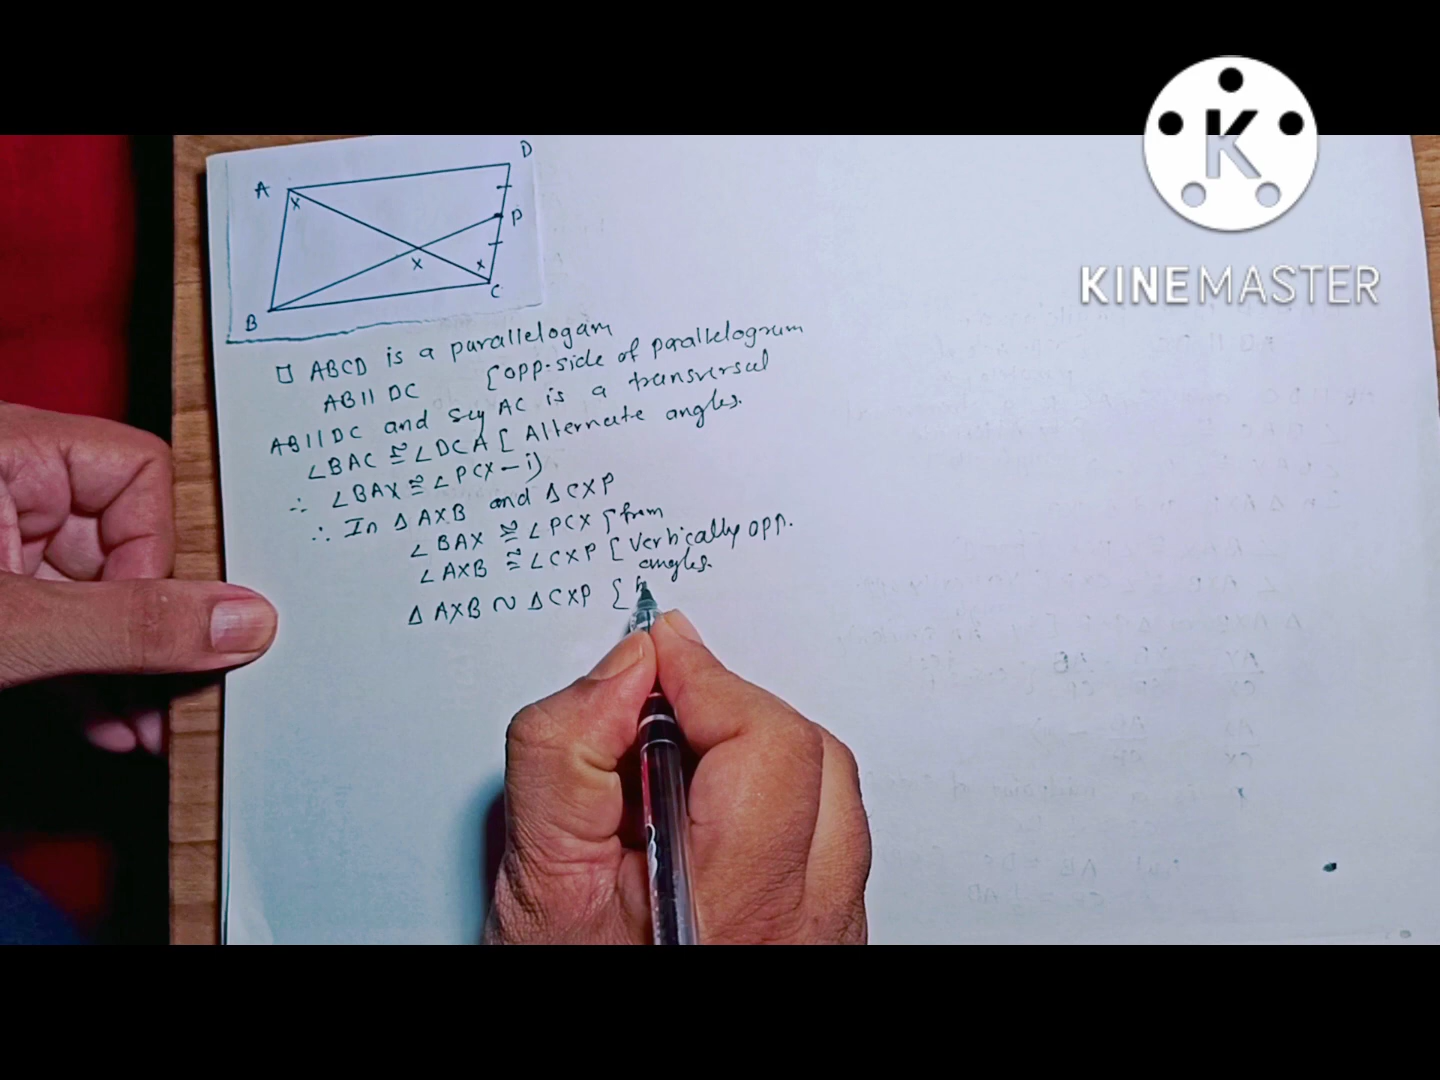 K
KINEMASTER
A
D
P
X
X
X
B
C
□ ABCD is a parallelogam
AB || DC [opp. side of parallelogram
AB || DC and seg AC is a transversal
∠BAC ≅ ∠DCA [Alternate angles.
∴ ∠BAX ≅ ∠PCX – i)
∴ In Δ AXB and Δ CXP
∠BAX ≅ ∠PCX [from
∠AXB ≅ ∠CXP [Vertically opp.
angles.
Δ AXB ~ Δ CXP [